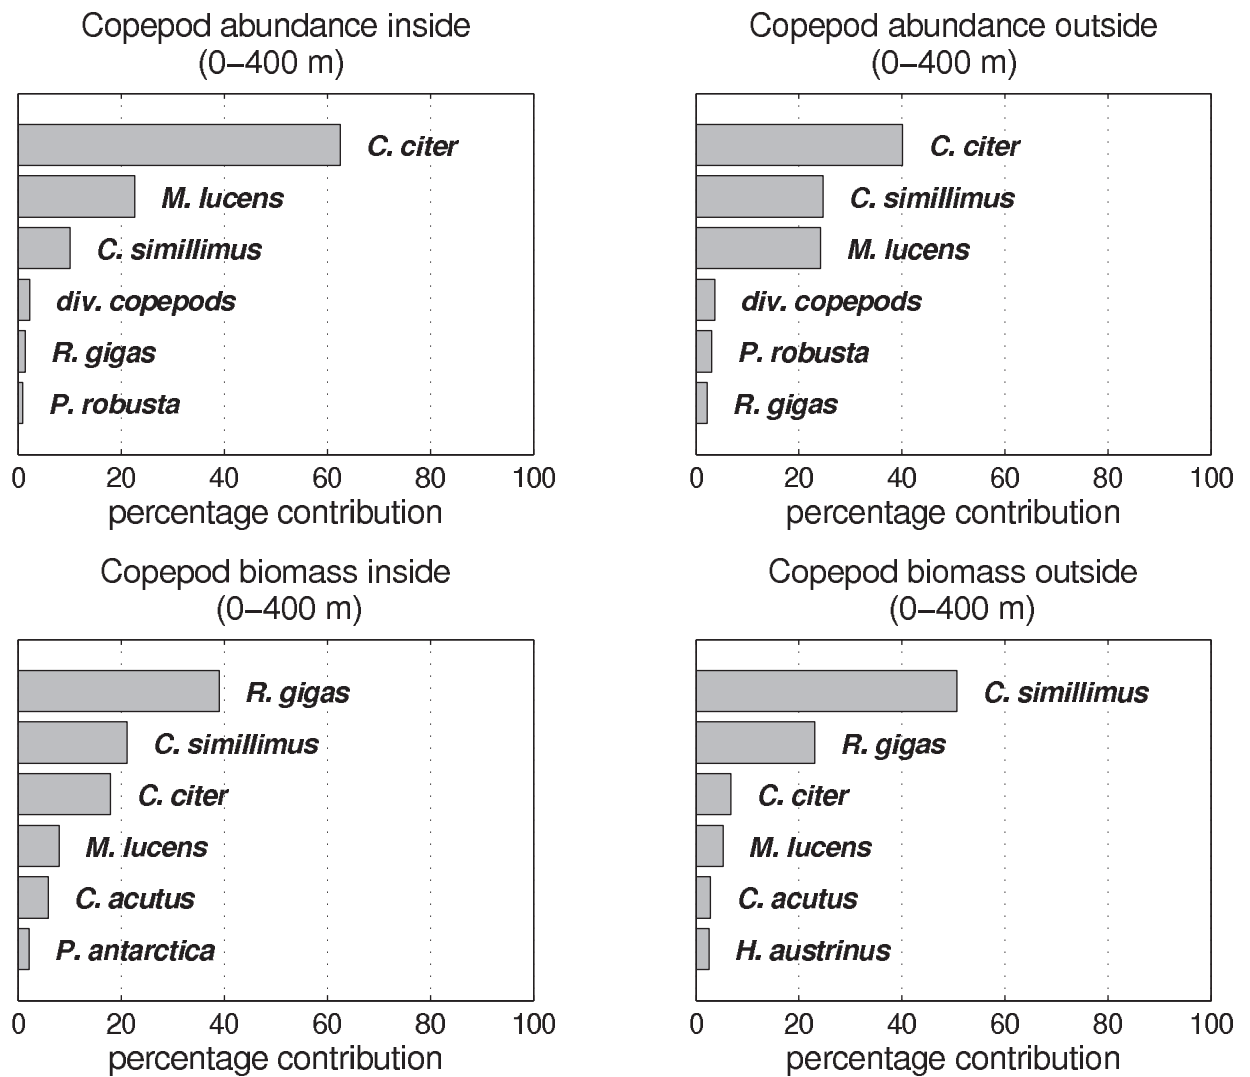 Copepod abundance inside
(0−400 m)
C. citer
M. lucens
C. simillimus
div. copepods
R. gigas
P. robusta
0 20 40 60 80 100
percentage contribution
Copepod abundance outside
(0−400 m)
C. citer
C. simillimus
M. lucens
div. copepods
P. robusta
R. gigas
0 20 40 60 80 100
percentage contribution
Copepod biomass inside
(0−400 m)
R. gigas
C. simillimus
C. citer
M. lucens
C. acutus
P. antarctica
0 20 40 60 80 100
percentage contribution
Copepod biomass outside
(0−400 m)
C. simillimus
R. gigas
C. citer
M. lucens
C. acutus
H. austrinus
0 20 40 60 80 100
percentage contribution